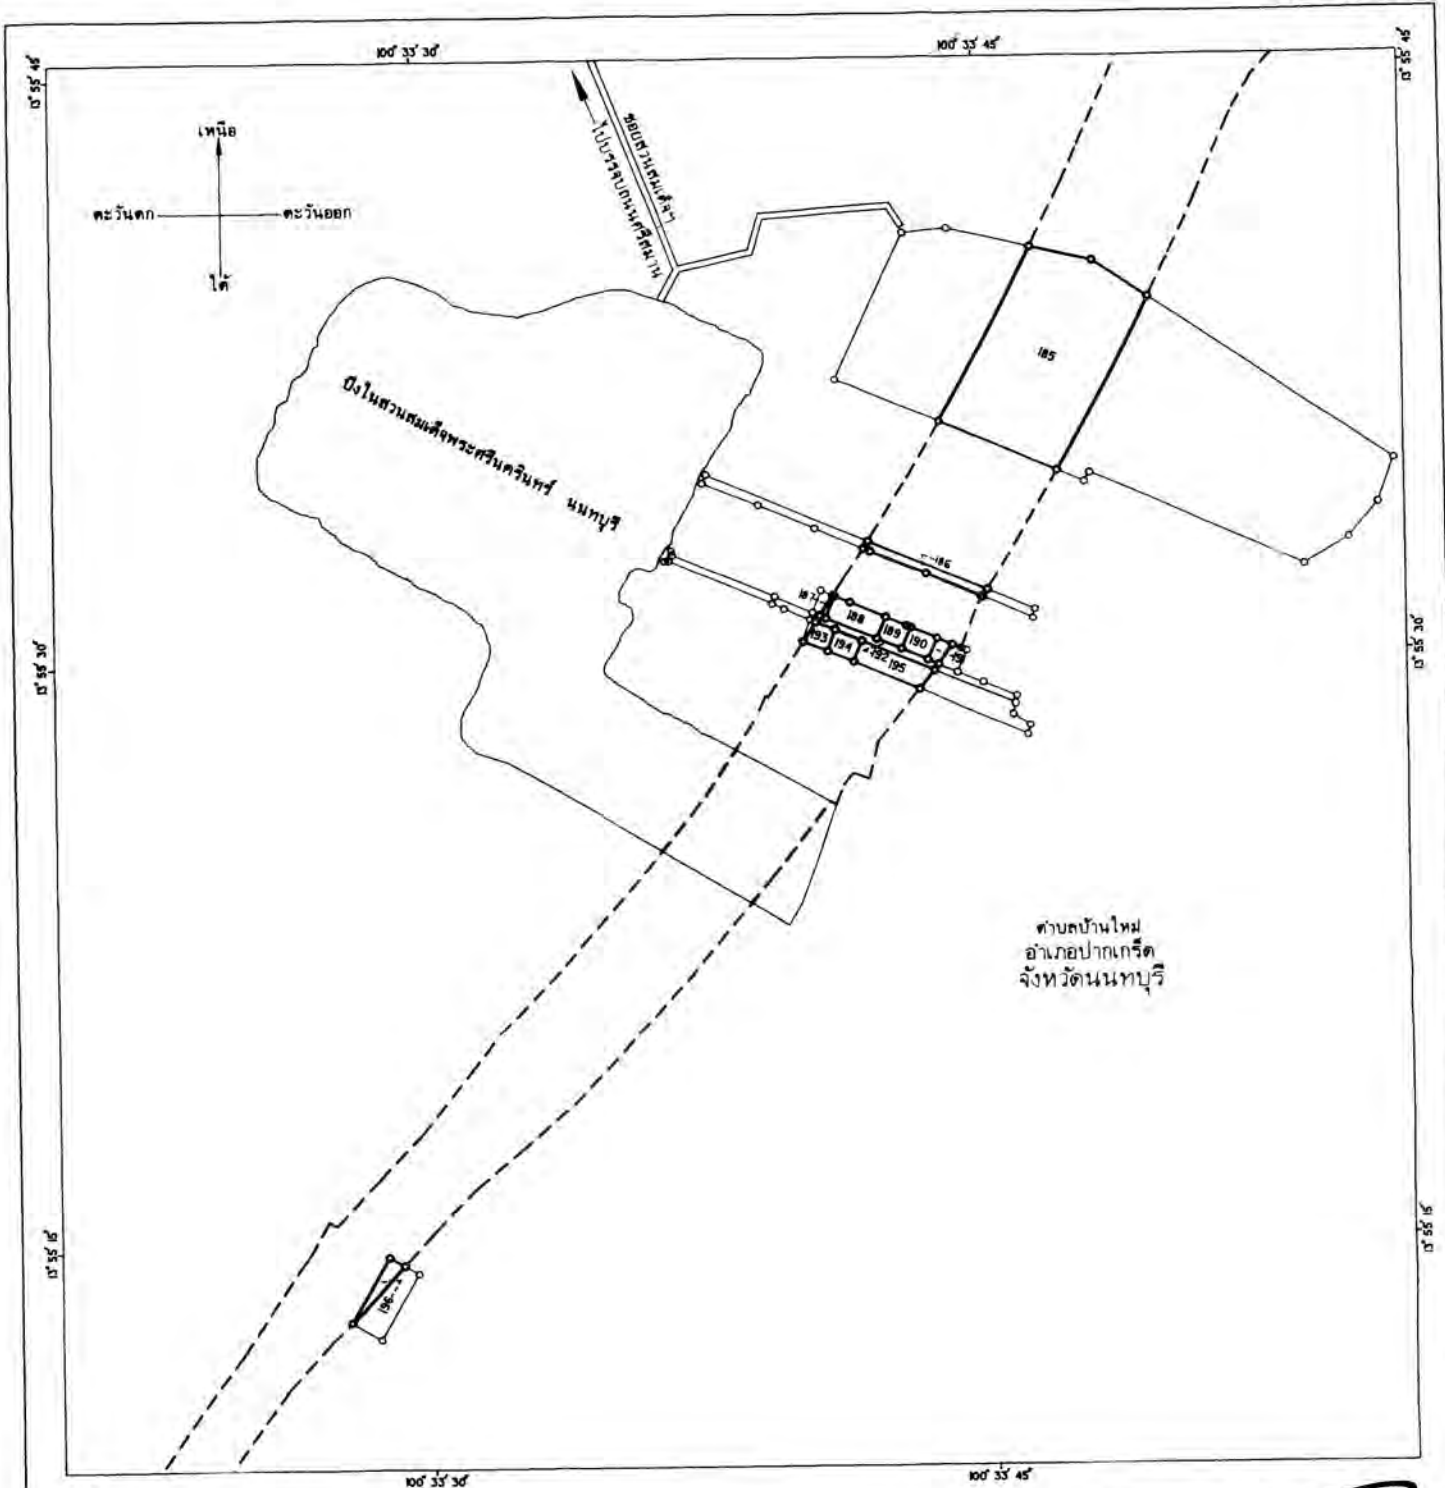 100° 33' 30"
100° 33' 45"
13° 55' 45"
13° 55' 45"
เหนือ
ตะวันตก
ตะวันออก
ใต้
ซอยสวนสมเด็จฯ
ไปบรรจบถนนศรีสมาน
185
บึงในสวนสมเด็จพระศรีนครินทร์ นนทบุรี
186
187
188
189
190
191
193
194
192
195
13° 55' 30"
13° 55' 30"
ตำบลบ้านใหม่
อำเภอปากเกร็ด
จังหวัดนนทบุรี
13° 55' 15"
13° 55' 15"
196
100° 33' 30"
100° 33' 45"